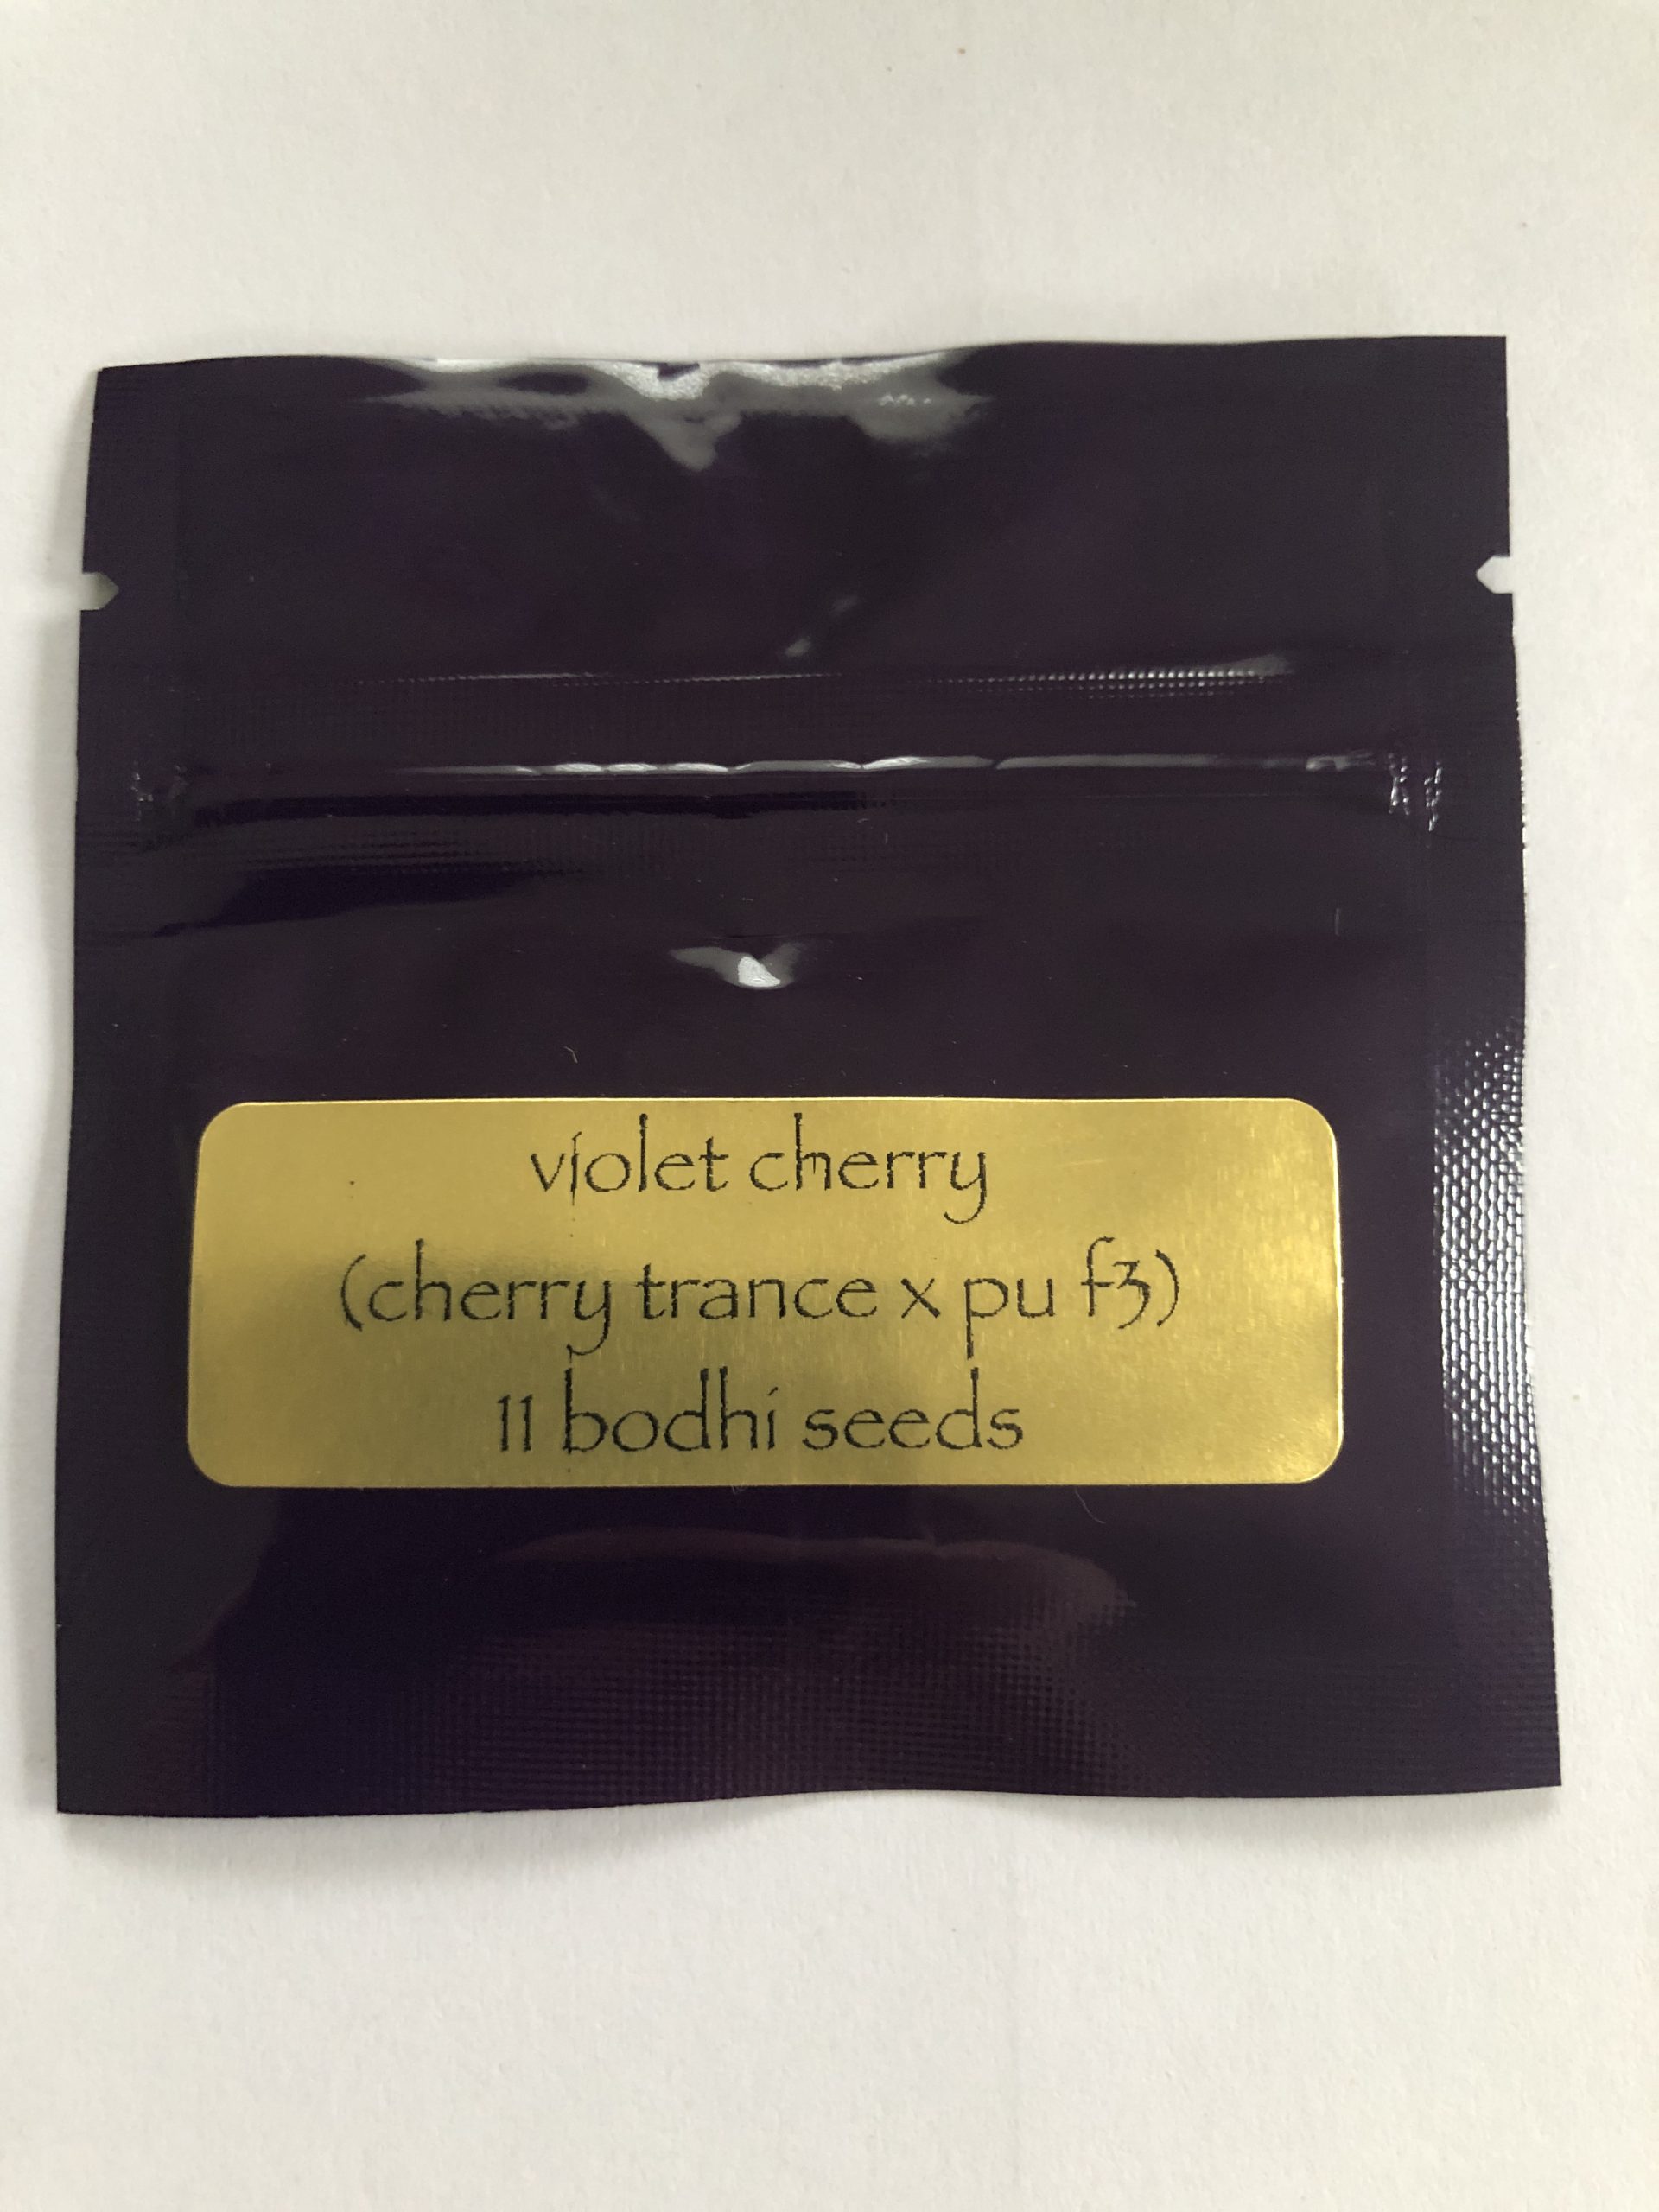 violet cherry
(cherry trance x pu f3)
11 bodhi seeds